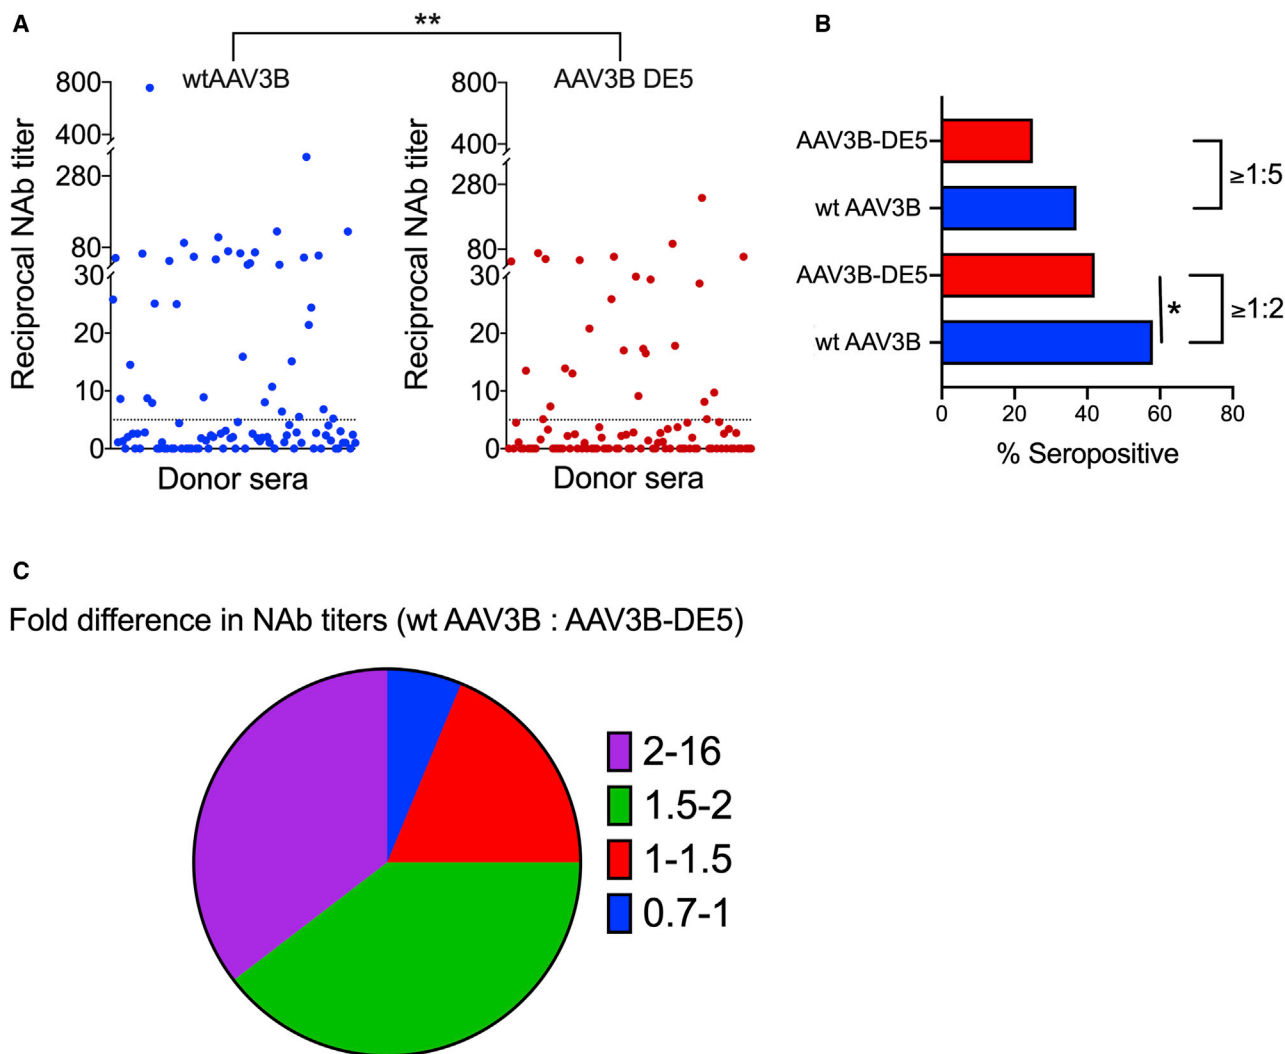 A
**
wtAAV3B
AAV3B DE5
Reciprocal NAb titer
800
400
280
80
30
20
10
0
Donor sera
Reciprocal NAb titer
800
400
280
80
30
20
10
0
Donor sera
B
AAV3B-DE5
wt AAV3B
AAV3B-DE5
wt AAV3B
≥1:5
*
≥1:2
0 20 40 60 80
% Seropositive
C
Fold difference in NAb titers (wt AAV3B : AAV3B-DE5)
2-16
1.5-2
1-1.5
0.7-1